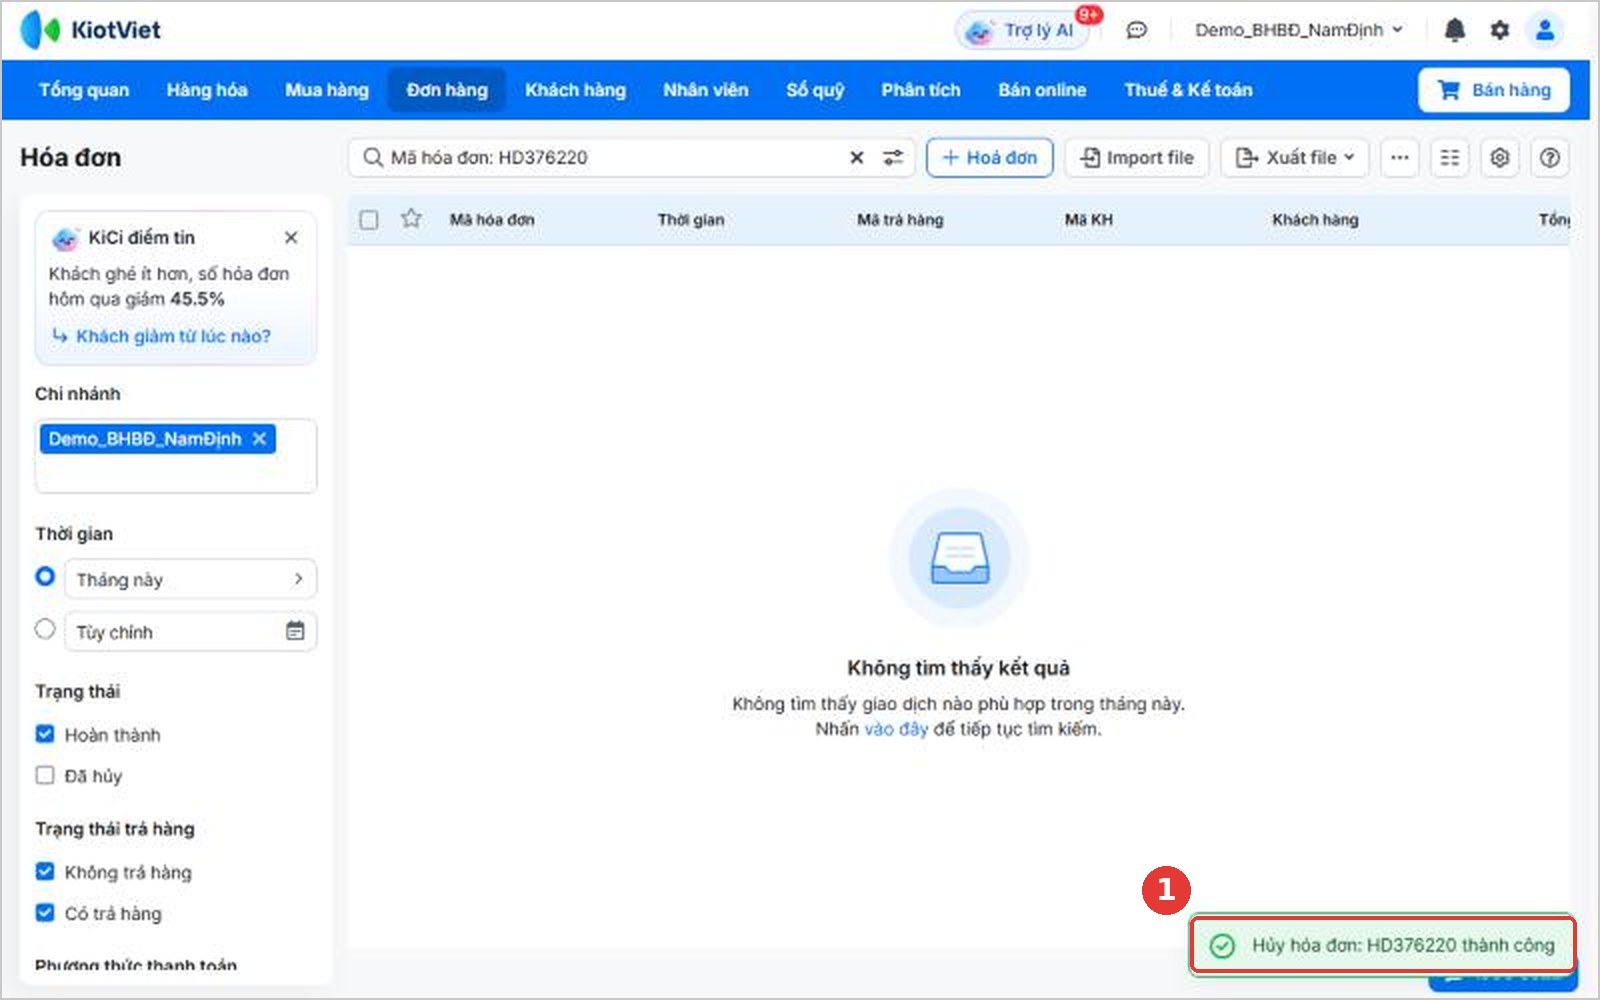 KiotViet
Trợ lý AI
9+
Demo_BHBĐ_NamĐịnh
Tổng quan
Hàng hóa
Mua hàng
Đơn hàng
Khách hàng
Nhân viên
Sổ quỹ
Phân tích
Bán online
Thuế & Kế toán
Bán hàng
Hóa đơn
Mã hóa đơn: HD376220
Hoá đơn
Import file
Xuất file
KiCi điểm tin
Khách ghé ít hơn, số hóa đơn
hôm qua giảm 45.5%
Khách giảm từ lúc nào?
Chi nhánh
Demo_BHBĐ_NamĐịnh
Thời gian
Tháng này
Tùy chỉnh
Trạng thái
Hoàn thành
Đã hủy
Trạng thái trả hàng
Không trả hàng
Có trả hàng
Phương thức thanh toán
Mã hóa đơn
Thời gian
Mã trả hàng
Mã KH
Khách hàng
Không tìm thấy kết quả
Không tìm thấy giao dịch nào phù hợp trong tháng này.
Nhấn vào đây để tiếp tục tìm kiếm.
1
Hủy hóa đơn: HD376220 thành công